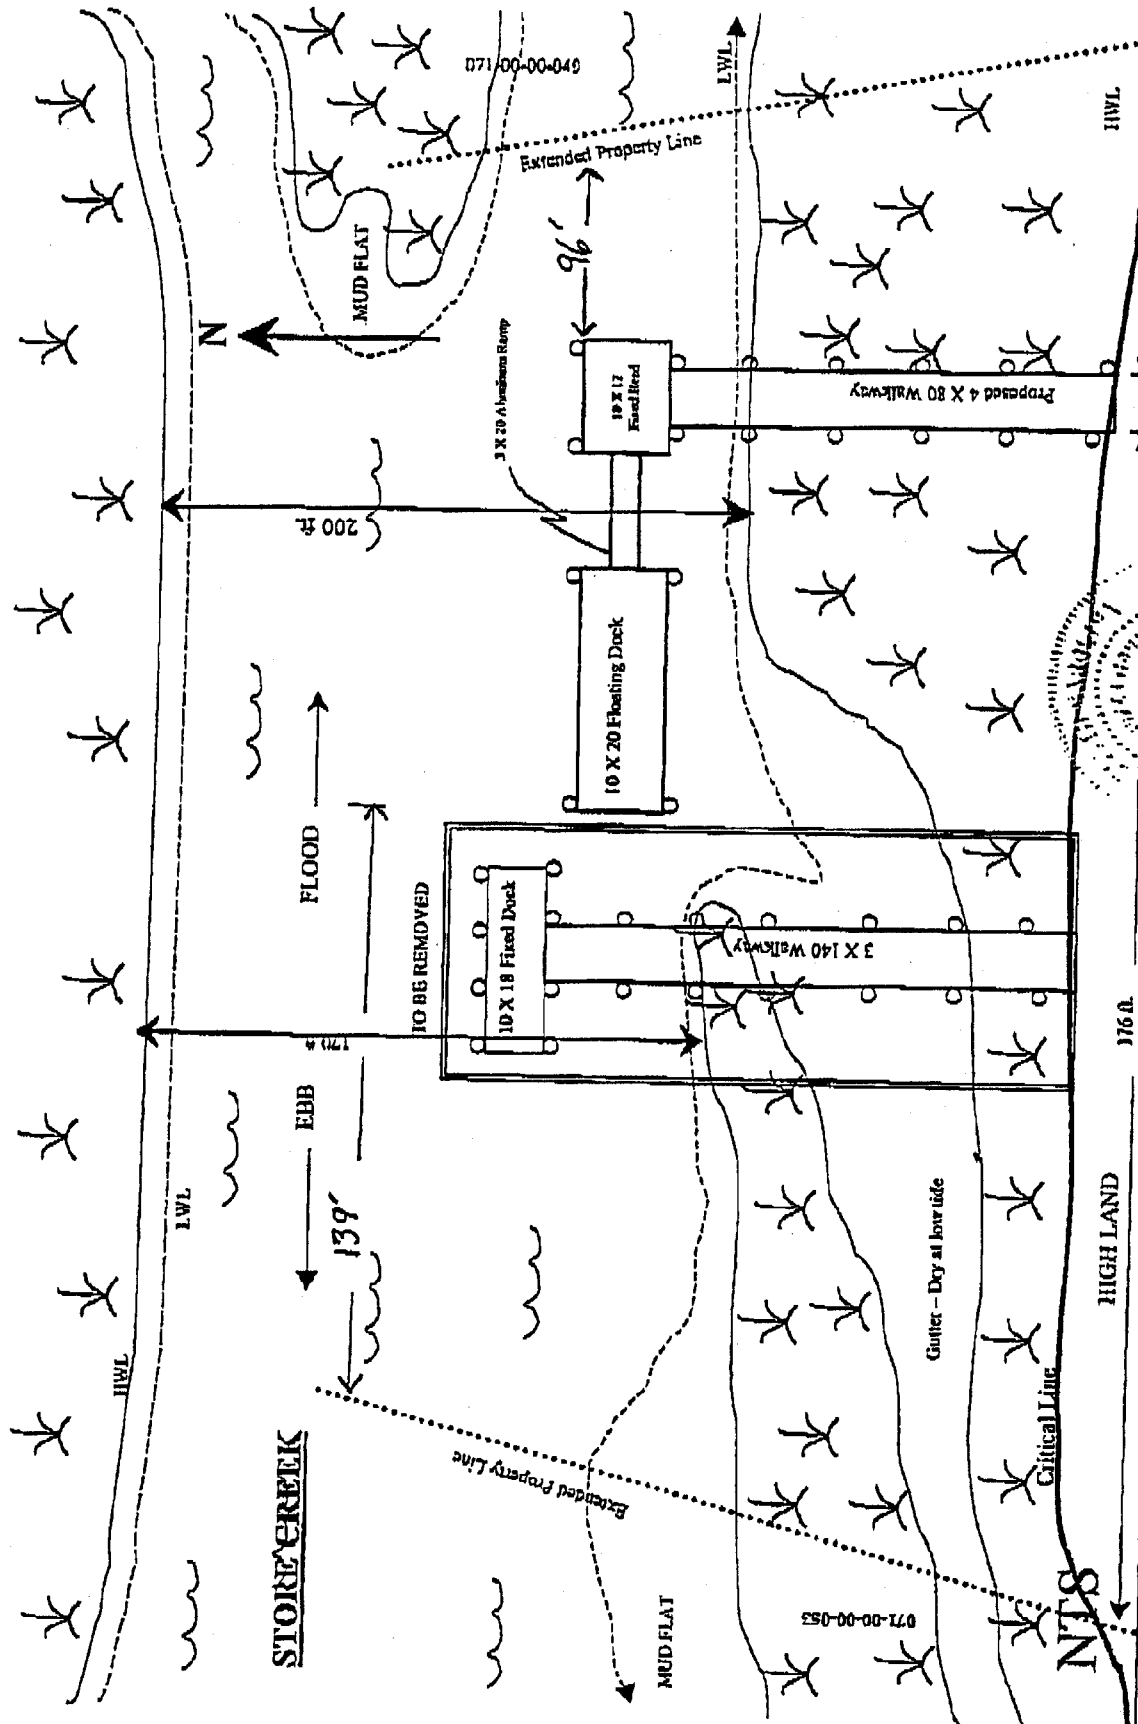 071-00-00-049
LWL
HWL
Extended Property Line
96'
MUD FLAT
N
3 X 20 Aluminum Ramp
10 X 12
Fixed Head
Proposed 4 X 80 Walkway
200 ft.
10 X 20 Floating Dock
FLOOD
TO BE REMOVED
10 X 18 Fixed Dock
3 X 140 Walkway
170 ft
EBB
139'
LWL
HWL
STORE CREEK
Extended Property Line
Gutter – Dry at low tide
HIGH LAND
176 ft.
Critical Line
NTS
071-00-00-053
MUD FLAT